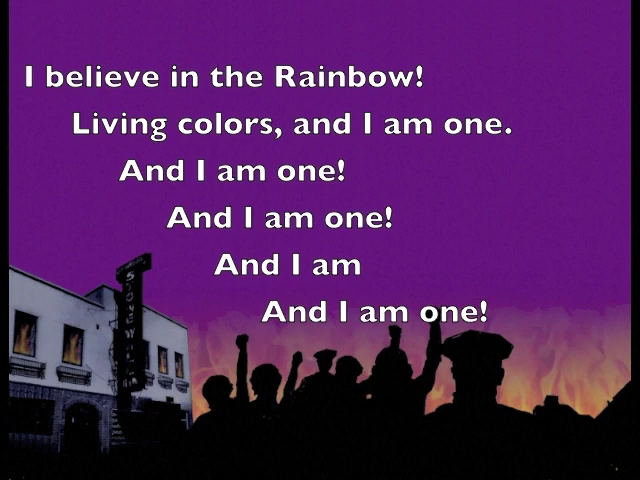 I believe in the Rainbow!
Living colors, and I am one.
And I am one!
And I am one!
And I am
And I am one!
STONEWALL